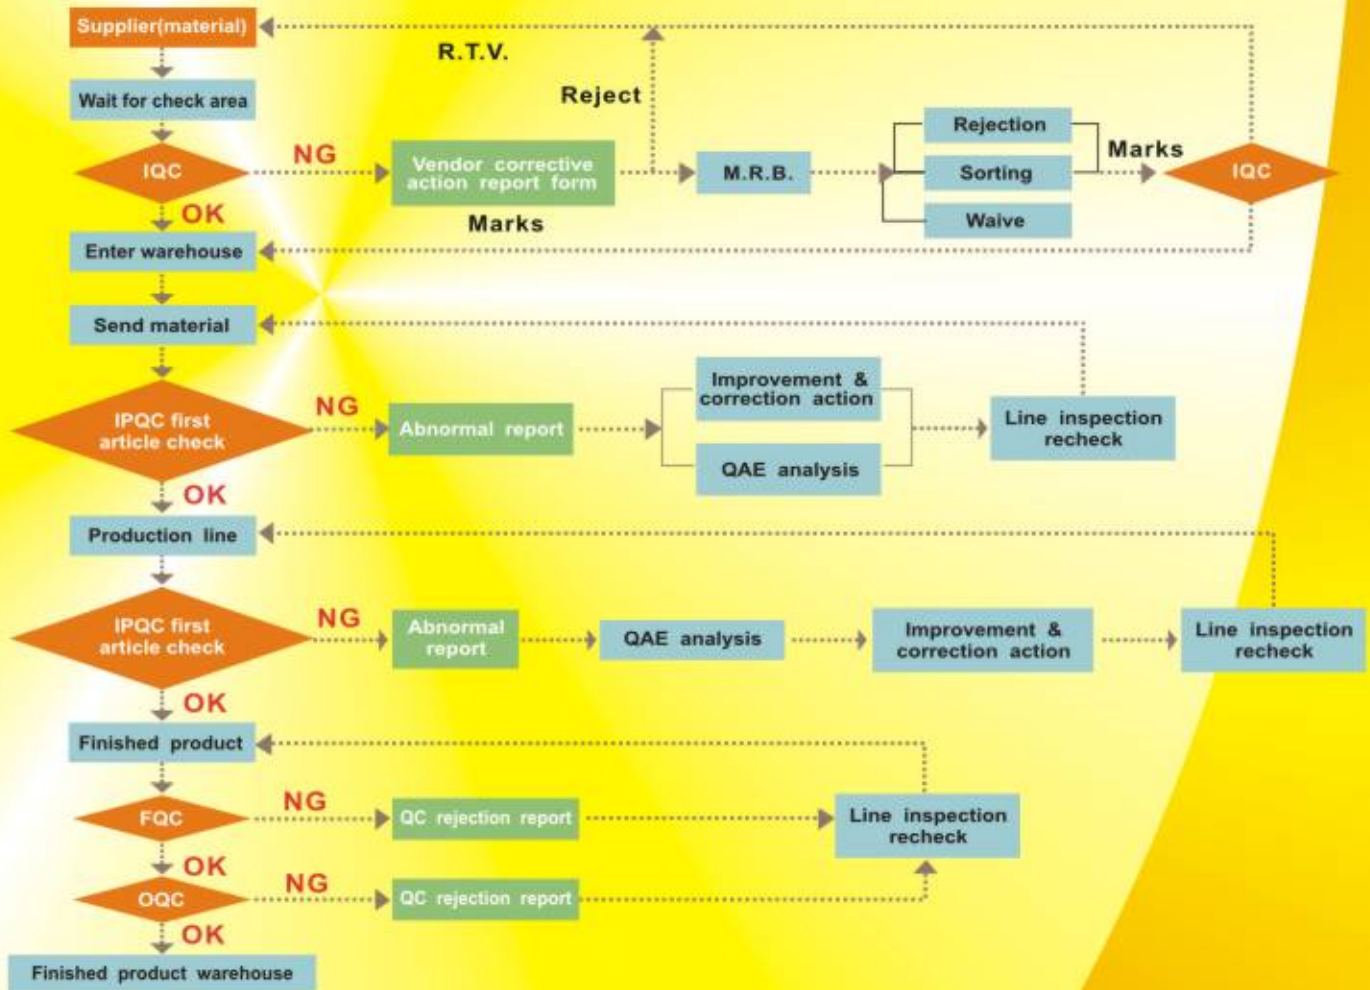 Supplier(material)
R.T.V.
Reject
Wait for check area
IQC
NG
Vendor corrective
action report form
Marks
M.R.B.
Rejection
Sorting
Waive
Marks
IQC
OK
Enter warehouse
Send material
IPQC first
article check
NG
Abnormal report
Improvement &
correction action
QAE analysis
Line inspection
recheck
OK
Production line
IPQC first
article check
NG
Abnormal
report
QAE analysis
Improvement &
correction action
Line inspection
recheck
OK
Finished product
FQC
NG
QC rejection report
Line inspection
recheck
OK
OQC
NG
QC rejection report
OK
Finished product warehouse